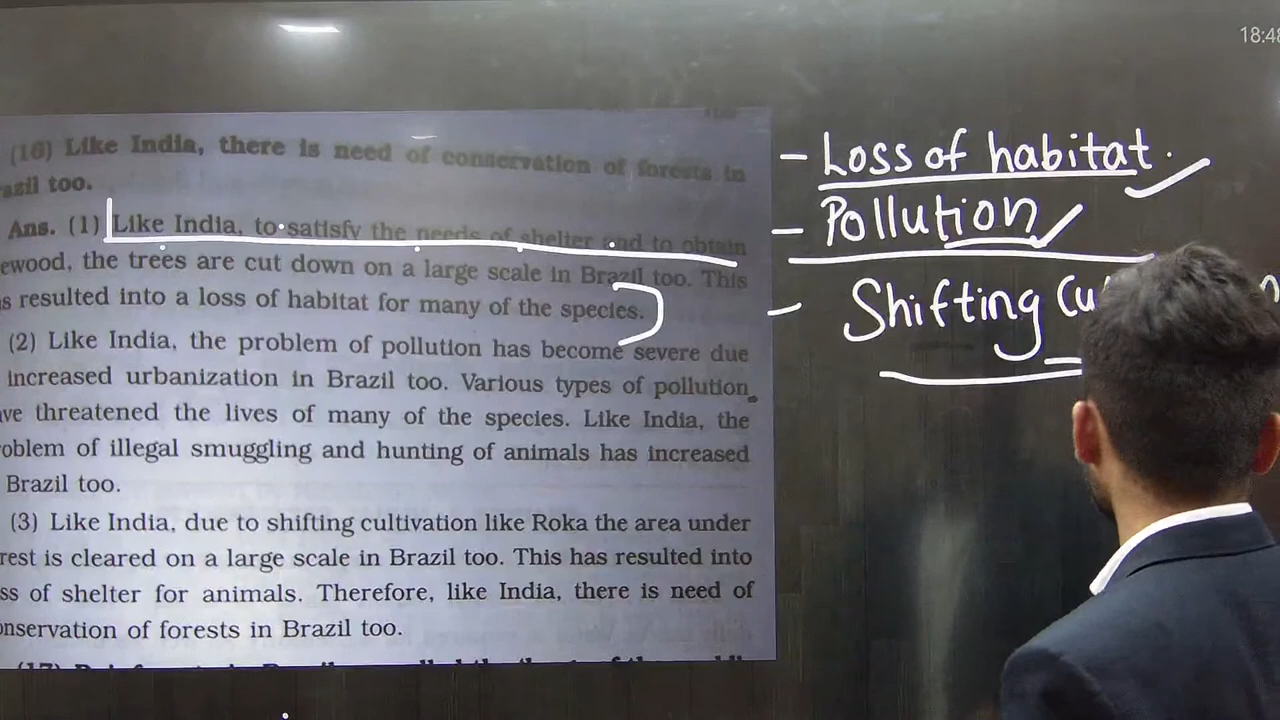 18:48
(16) Like India, there is need of conservation of forests in
razil too.
Ans. (1) Like India, to satisfy the needs of shelter and to obtain
ewood, the trees are cut down on a large scale in Brazil too. This
s resulted into a loss of habitat for many of the species.
(2) Like India, the problem of pollution has become severe due
increased urbanization in Brazil too. Various types of pollution
ve threatened the lives of many of the species. Like India, the
oblem of illegal smuggling and hunting of animals has increased
Brazil too.
(3) Like India, due to shifting cultivation like Roka the area under
rest is cleared on a large scale in Brazil too. This has resulted into
ss of shelter for animals. Therefore, like India, there is need of
onservation of forests in Brazil too.
- Loss of habitat.
- Pollution
- Shifting Cu